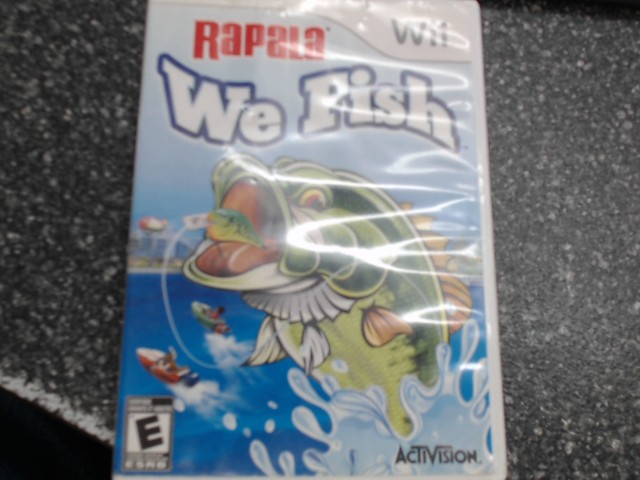 Rapala
Wii
We Fish
E
ESRB
ACTIVISION